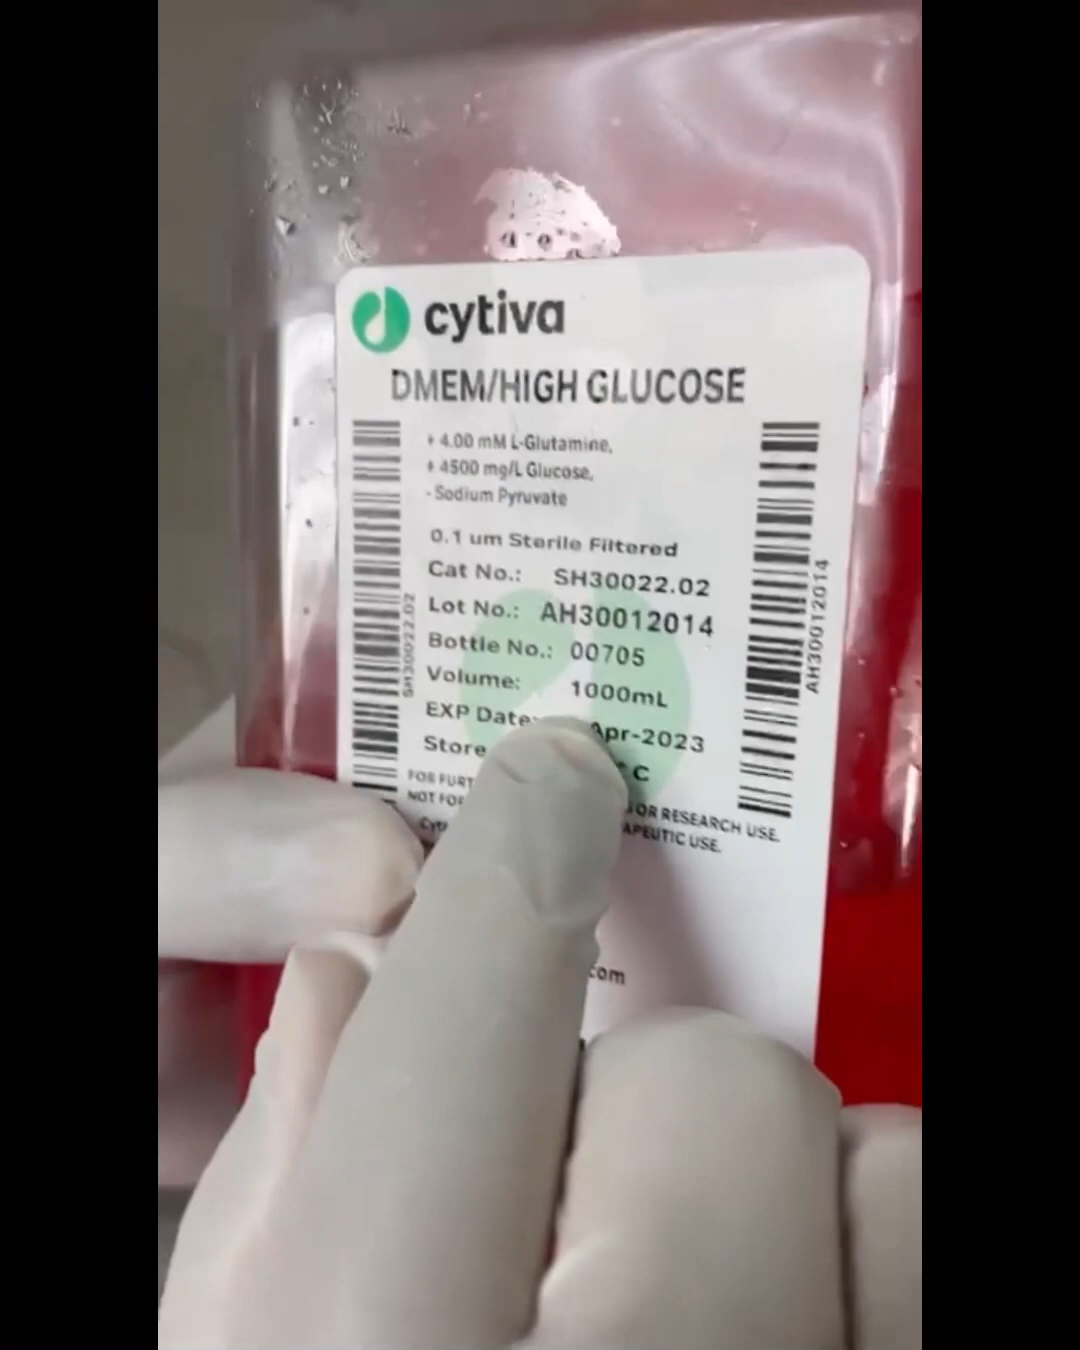 cytiva
DMEM/HIGH GLUCOSE
+ 4.00 mM L-Glutamine,
+ 4500 mg/L Glucose,
- Sodium Pyruvate
0.1 um Sterile Filtered
Cat No.: SH30022.02
Lot No.: AH30012014
Bottle No.: 00705
Volume: 1000mL
EXP Date: Apr-2023
Store ° C
FOR OR RESEARCH USE.
NOT USE.
.com
SH30022.02
AH30012014